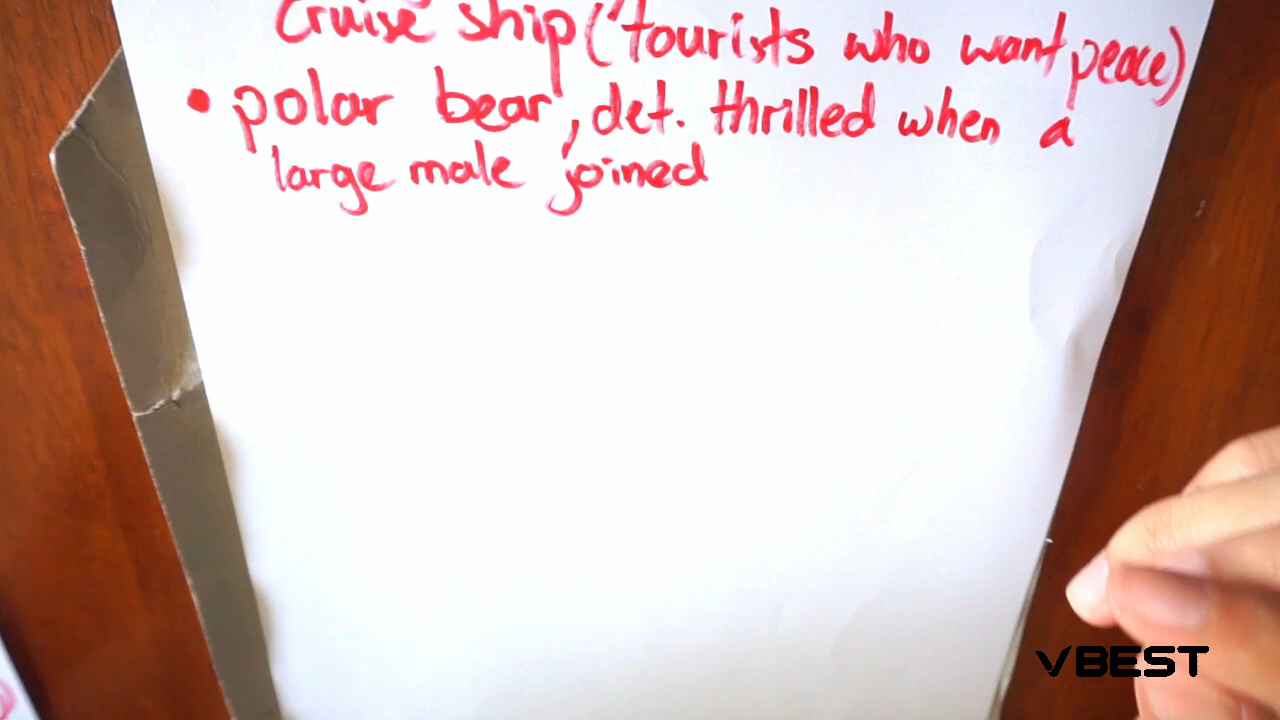 cruise ship ('tourists who want peace)
• polar bear, det. thrilled when a
large male joined
VBEST